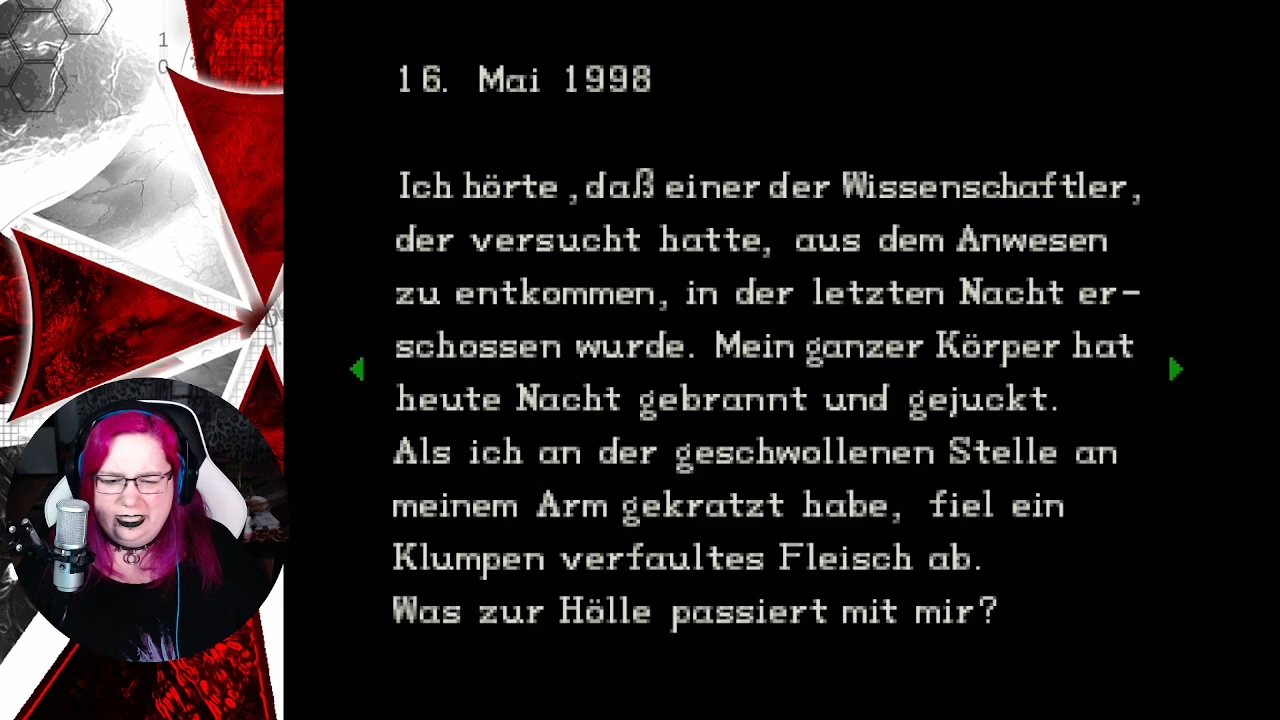 1
0
16. Mai 1998
Ich hörte, daß einer der Wissenschaftler,
der versucht hatte, aus dem Anwesen
zu entkommen, in der letzten Nacht er-
schossen wurde. Mein ganzer Körper hat
heute Nacht gebrannt und gejuckt.
Als ich an der geschwollenen Stelle an
meinem Arm gekratzt habe, fiel ein
Klumpen verfaultes Fleisch ab.
Was zur Hölle passiert mit mir?